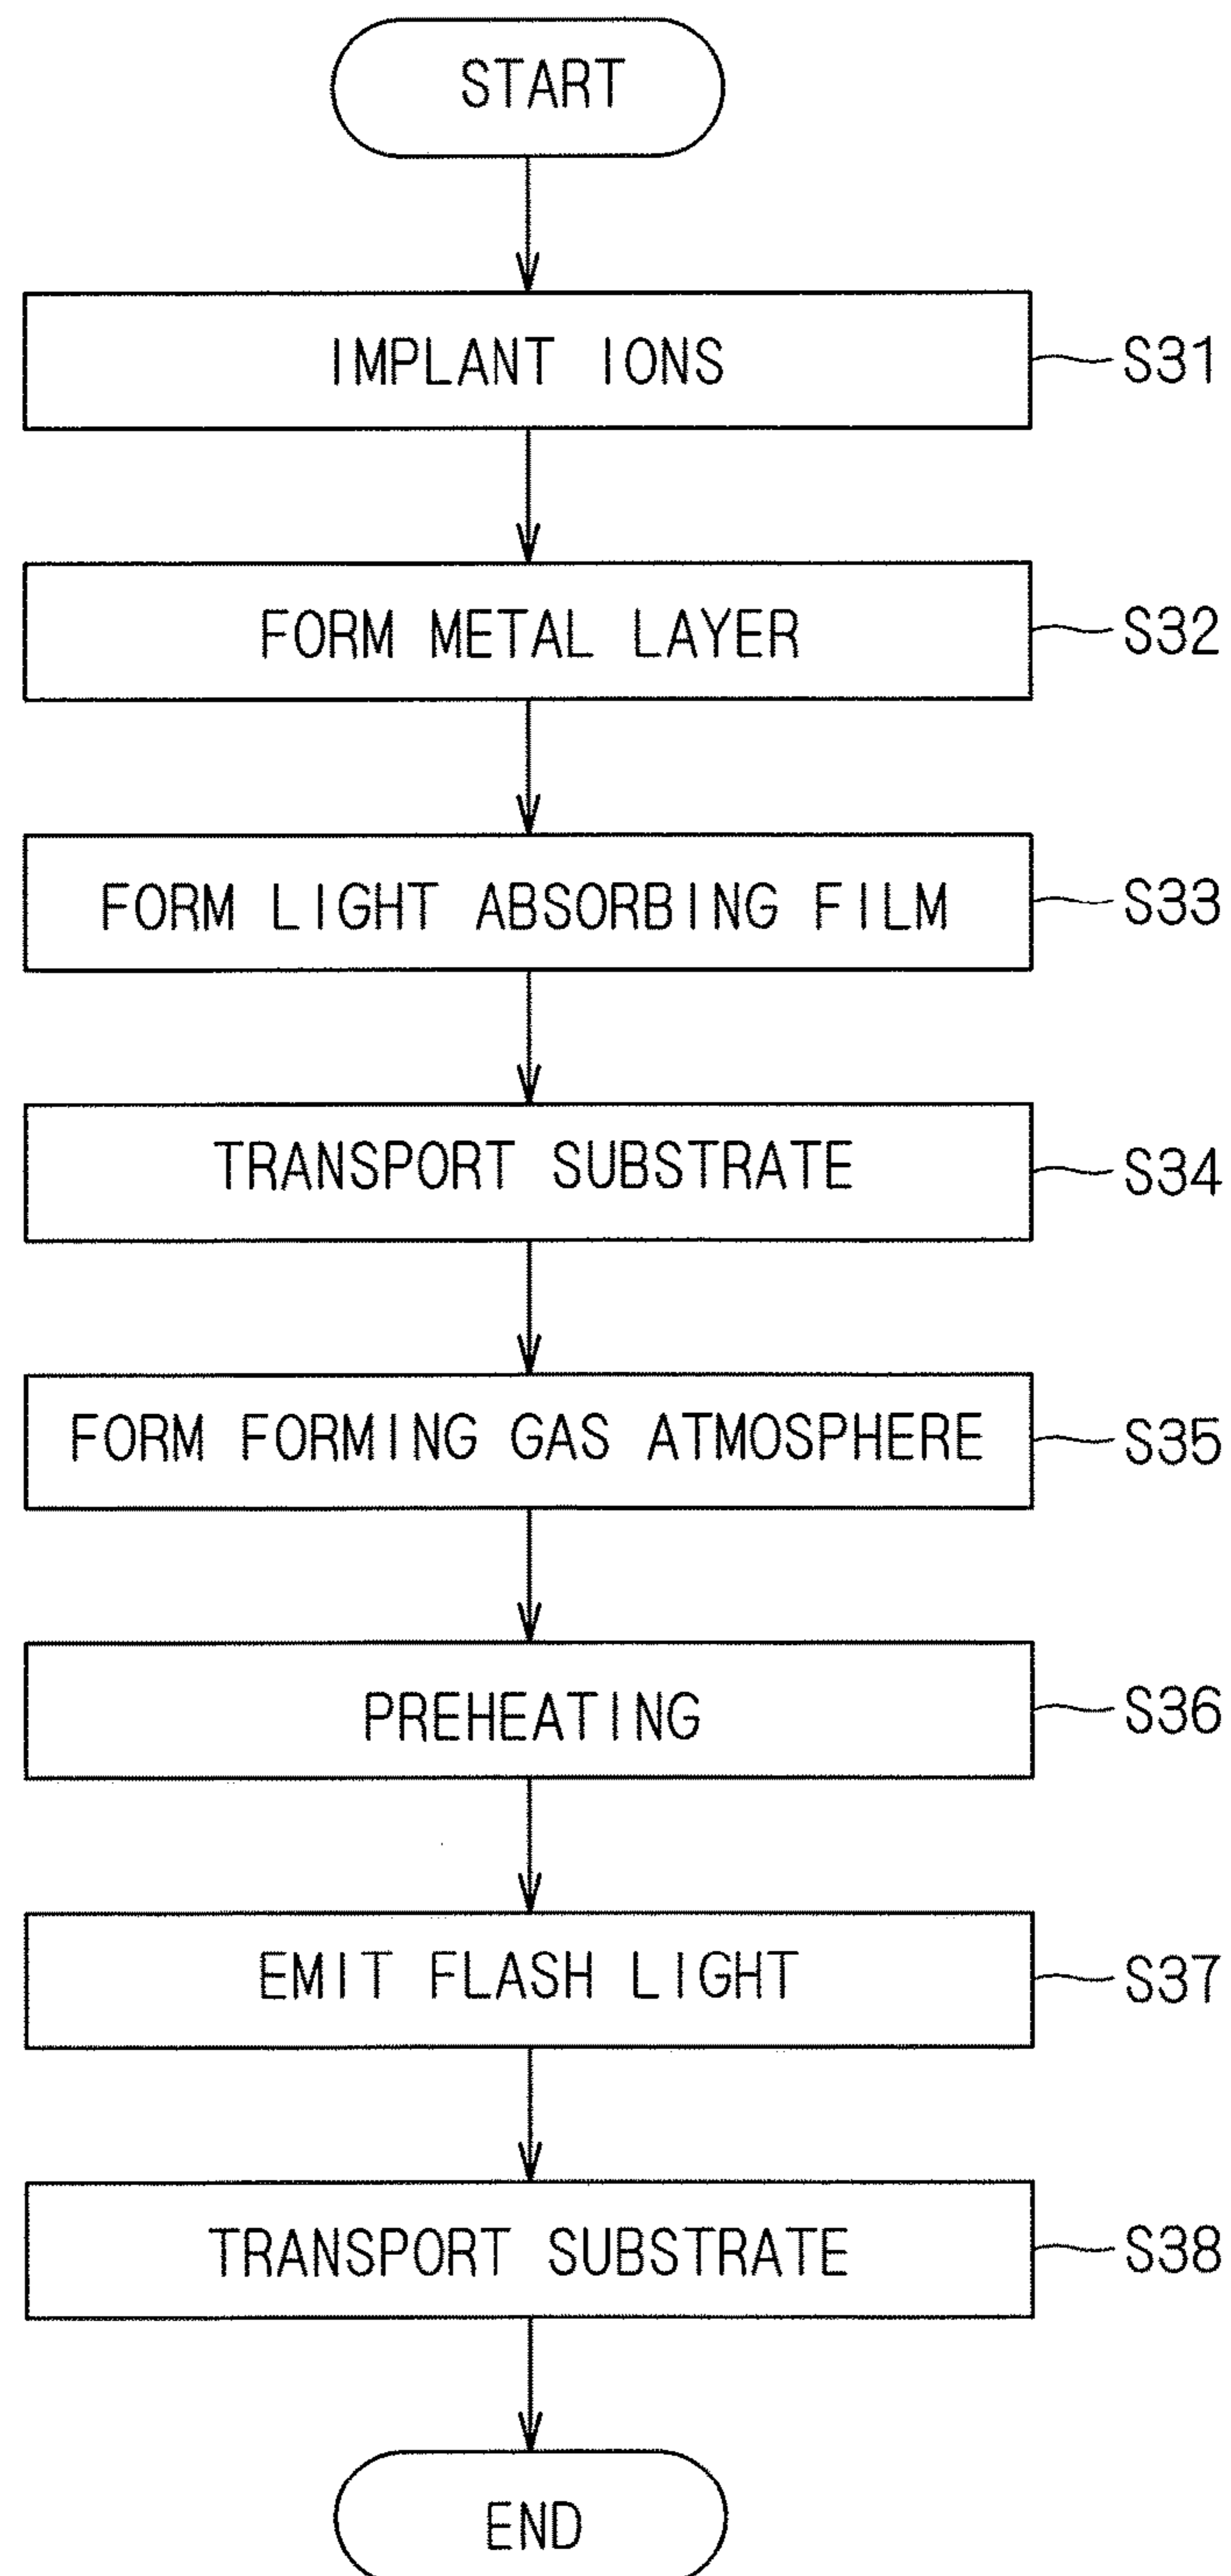 START
IMPLANT IONS
S31
FORM METAL LAYER
S32
FORM LIGHT ABSORBING FILM
S33
TRANSPORT SUBSTRATE
S34
FORM FORMING GAS ATMOSPHERE
S35
PREHEATING
S36
EMIT FLASH LIGHT
S37
TRANSPORT SUBSTRATE
S38
END